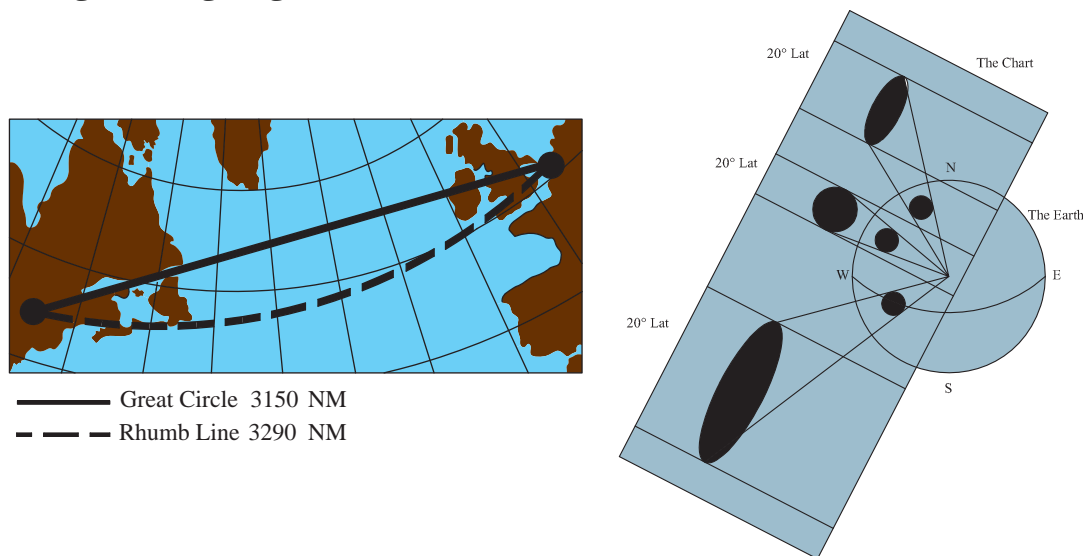 Great Circle 3150 NM
Rhumb Line 3290 NM
20° Lat
The Chart
20° Lat
N
The Earth
W
E
20° Lat
S